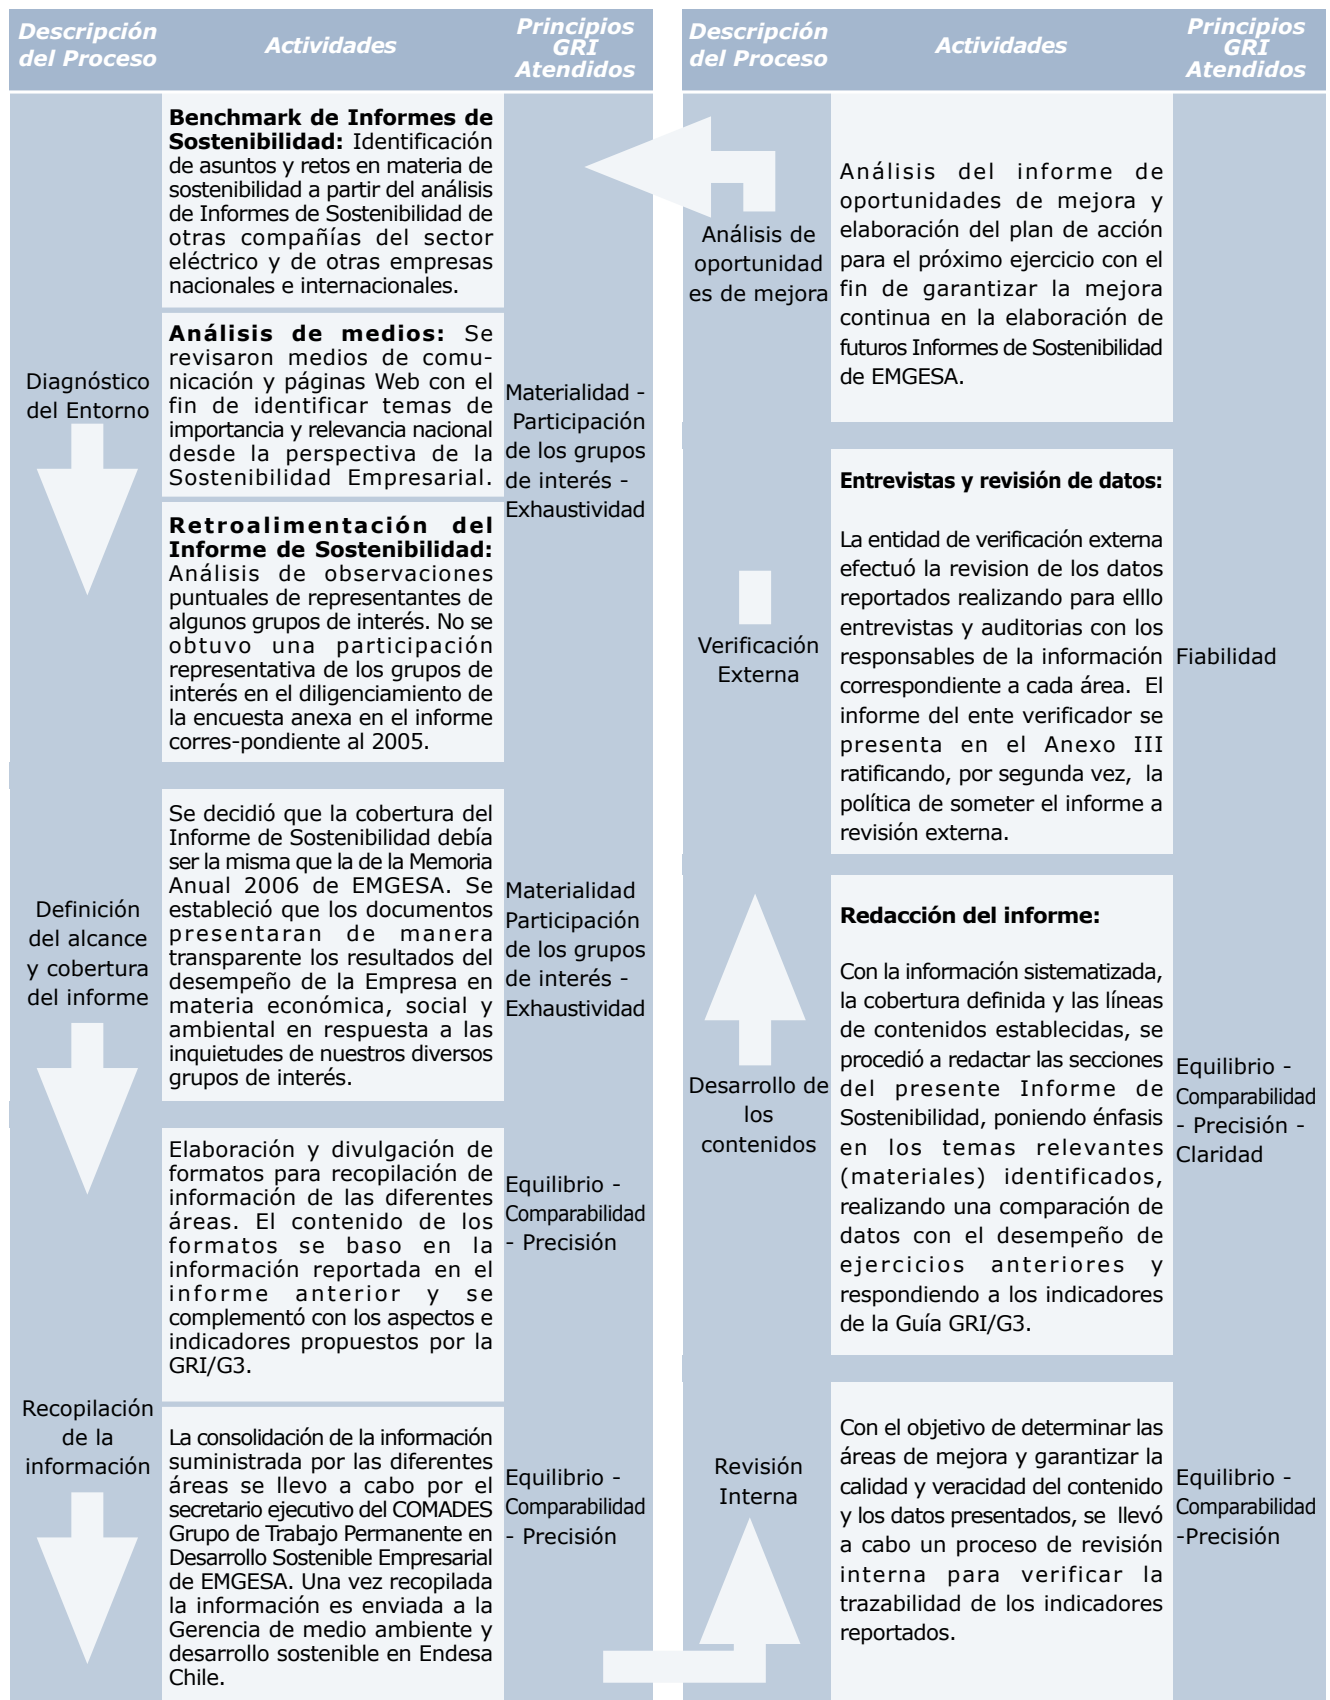 Descripción
del Proceso
Actividades
Principios
GRI
Atendidos
Diagnóstico
del Entorno
Benchmark de Informes de
Sostenibilidad: Identificación
de asuntos y retos en materia de
sostenibilidad a partir del análisis
de Informes de Sostenibilidad de
otras compañías del sector
eléctrico y de otras empresas
nacionales e internacionales.
Análisis de medios: Se
revisaron medios de comu-
nicación y páginas Web con el
fin de identificar temas de
importancia y relevancia nacional
desde la perspectiva de la
Sostenibilidad Empresarial.
Retroalimentación del
Informe de Sostenibilidad:
Análisis de observaciones
puntuales de representantes de
algunos grupos de interés. No se
obtuvo una participación
representativa de los grupos de
interés en el diligenciamiento de
la encuesta anexa en el informe
corres-pondiente al 2005.
Materialidad -
Participación
de los grupos
de interés -
Exhaustividad
Definición
del alcance
y cobertura
del informe
Se decidió que la cobertura del
Informe de Sostenibilidad debía
ser la misma que la de la Memoria
Anual 2006 de EMGESA. Se
estableció que los documentos
presentaran de manera
transparente los resultados del
desempeño de la Empresa en
materia económica, social y
ambiental en respuesta a las
inquietudes de nuestros diversos
grupos de interés.
Materialidad
Participación
de los grupos
de interés -
Exhaustividad
Recopilación
de la
información
Elaboración y divulgación de
formatos para recopilación de
información de las diferentes
áreas. El contenido de los
formatos se baso en la
información reportada en el
informe anterior y se
complementó con los aspectos e
indicadores propuestos por la
GRI/G3.
Equilibrio -
Comparabilidad
- Precisión
La consolidación de la información
suministrada por las diferentes
áreas se llevo a cabo por el
secretario ejecutivo del COMADES
Grupo de Trabajo Permanente en
Desarrollo Sostenible Empresarial
de EMGESA. Una vez recopilada
la información es enviada a la
Gerencia de medio ambiente y
desarrollo sostenible en Endesa
Chile.
Equilibrio -
Comparabilidad
- Precisión
Descripción
del Proceso
Actividades
Principios
GRI
Atendidos
Análisis de
oportunidad
es de mejora
Análisis del informe de
oportunidades de mejora y
elaboración del plan de acción
para el próximo ejercicio con el
fin de garantizar la mejora
continua en la elaboración de
futuros Informes de Sostenibilidad
de EMGESA.
Verificación
Externa
Entrevistas y revisión de datos:
La entidad de verificación externa
efectuó la revision de los datos
reportados realizando para elllo
entrevistas y auditorias con los
responsables de la información
correspondiente a cada área. El
informe del ente verificador se
presenta en el Anexo III
ratificando, por segunda vez, la
política de someter el informe a
revisión externa.
Fiabilidad
Desarrollo de
los
contenidos
Redacción del informe:
Con la información sistematizada,
la cobertura definida y las líneas
de contenidos establecidas, se
procedió a redactar las secciones
del presente Informe de
Sostenibilidad, poniendo énfasis
en los temas relevantes
(materiales) identificados,
realizando una comparación de
datos con el desempeño de
ejercicios anteriores y
respondiendo a los indicadores
de la Guía GRI/G3.
Equilibrio -
Comparabilidad
- Precisión -
Claridad
Revisión
Interna
Con el objetivo de determinar las
áreas de mejora y garantizar la
calidad y veracidad del contenido
y los datos presentados, se llevó
a cabo un proceso de revisión
interna para verificar la
trazabilidad de los indicadores
reportados.
Equilibrio -
Comparabilidad
-Precisión